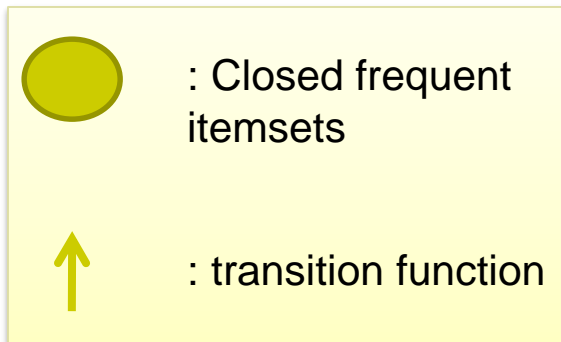 : Closed frequent
itemsets
: transition function